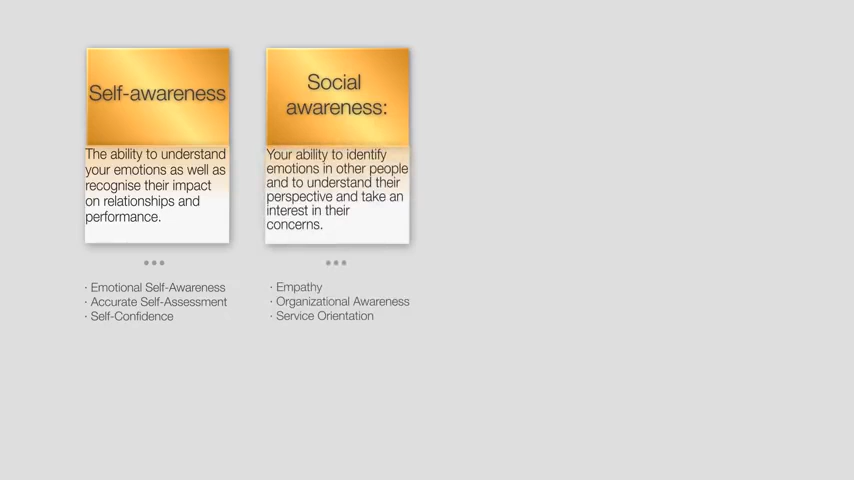 Self-awareness
The ability to understand
your emotions as well as
recognise their impact
on relationships and
performance.
· Emotional Self-Awareness
· Accurate Self-Assessment
· Self-Confidence
Social
awareness:
Your ability to identify
emotions in other people
and to understand their
perspective and take an
interest in their
concerns.
· Empathy
· Organizational Awareness
· Service Orientation